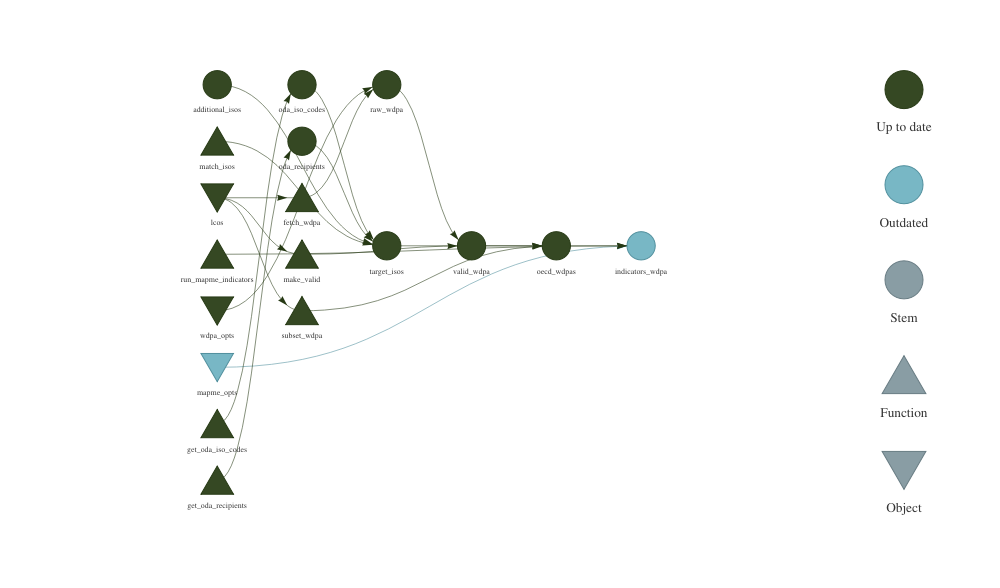 additional_isos
oda_iso_codes
raw_wdpa
match_isos
oda_recipients
lcos
fetch_wdpa
run_mapme_indicators
make_valid
target_isos
valid_wdpa
oecd_wdpas
indicators_wdpa
wdpa_opts
subset_wdpa
mapme_opts
get_oda_iso_codes
get_oda_recipients
Up to date
Outdated
Stem
Function
Object